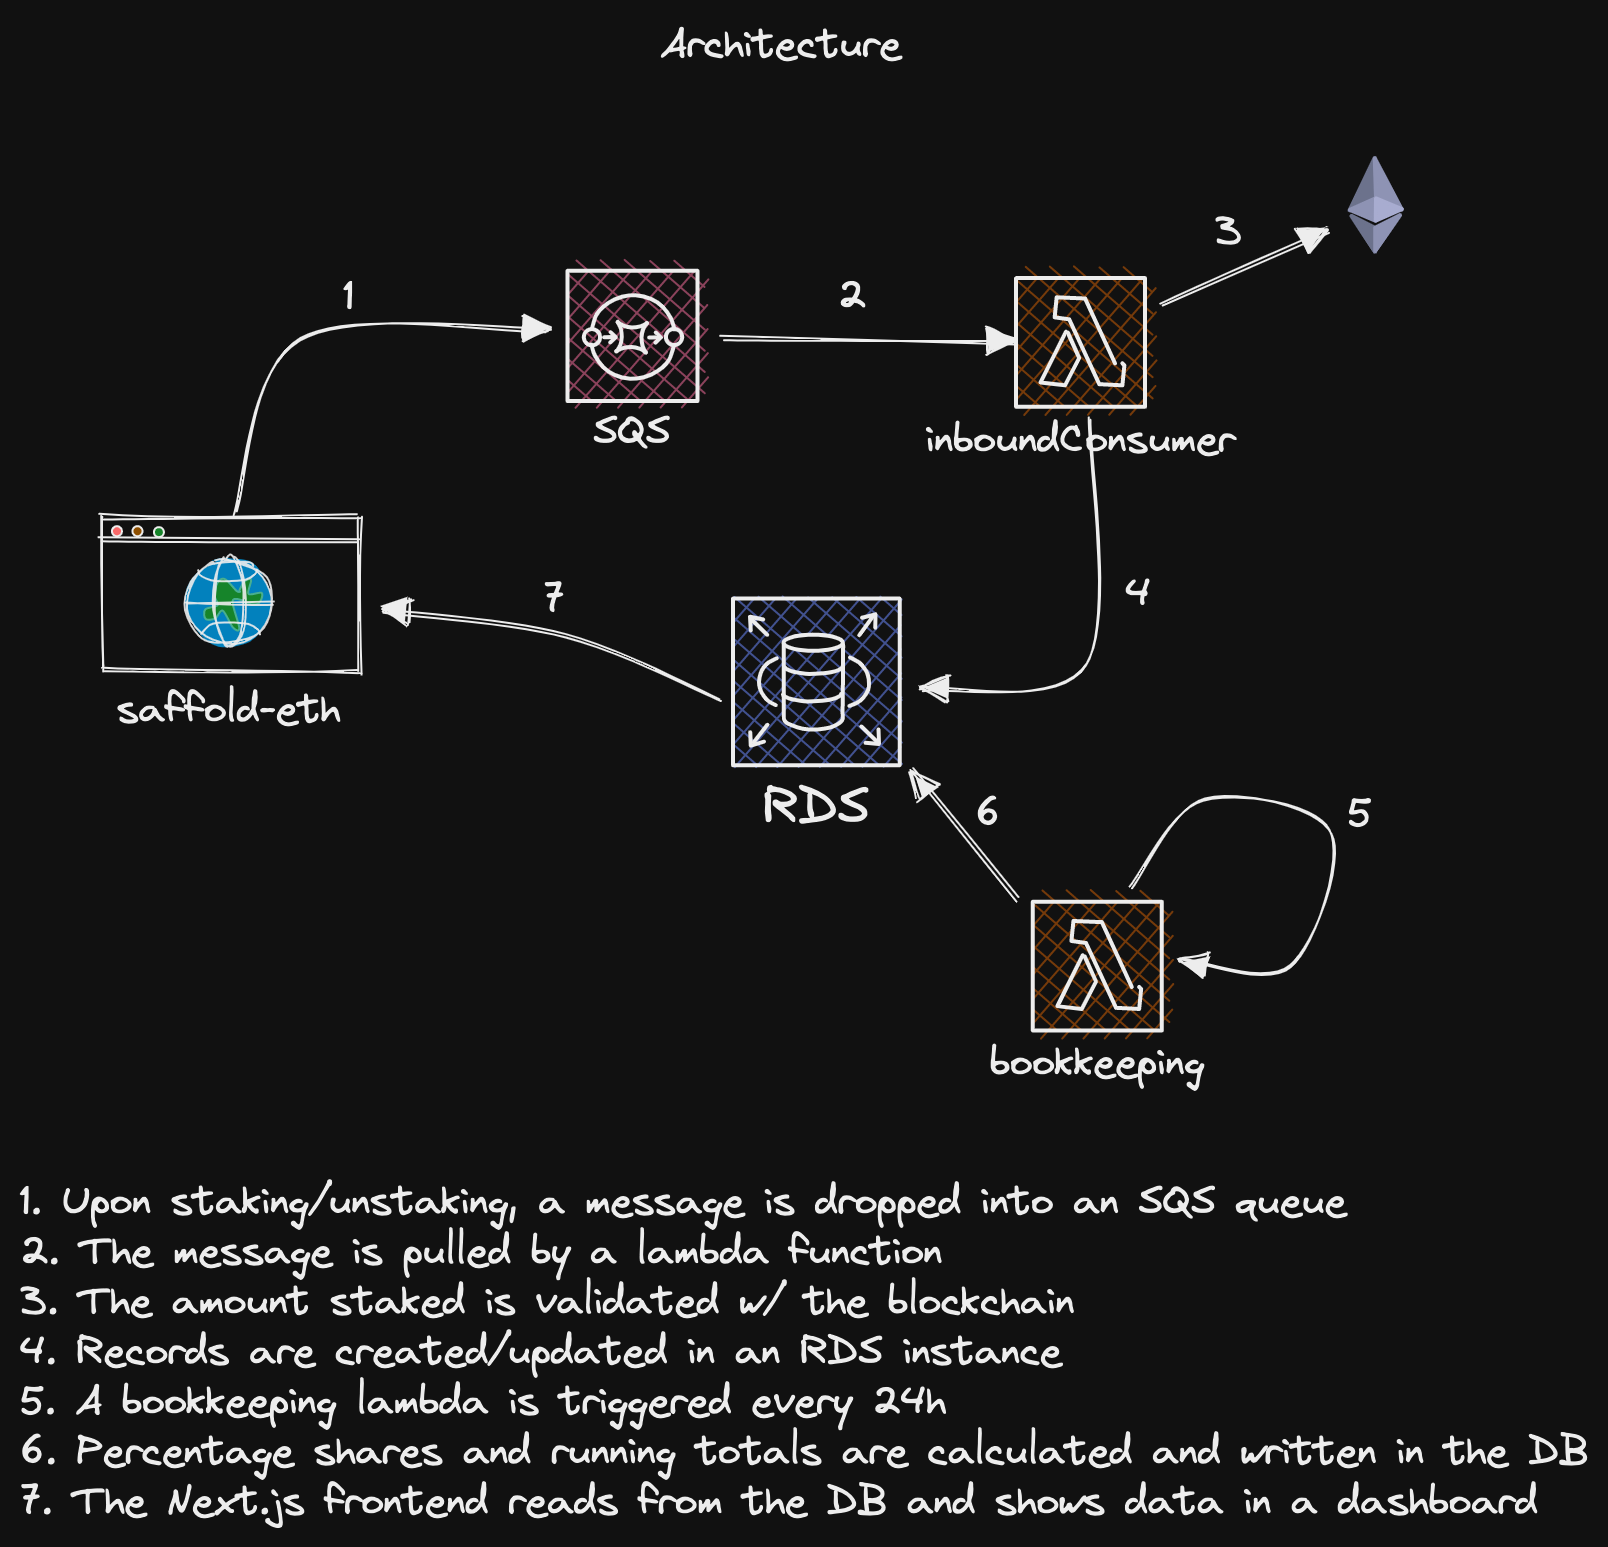 Architecture
3
1
2
SQS
inboundConsumer
4
7
saffold-eth
RDS
6
5
bookkeeping
1. Upon staking/unstaking, a message is dropped into an SQS queue
2. The message is pulled by a lambda function
3. The amount staked is validated w/ the blockchain
4. Records are created/updated in an RDS instance
5. A bookkeeping lambda is triggered every 24h
6. Percentage shares and running totals are calculated and written in the DB
7. The Next.js frontend reads from the DB and shows data in a dashboard